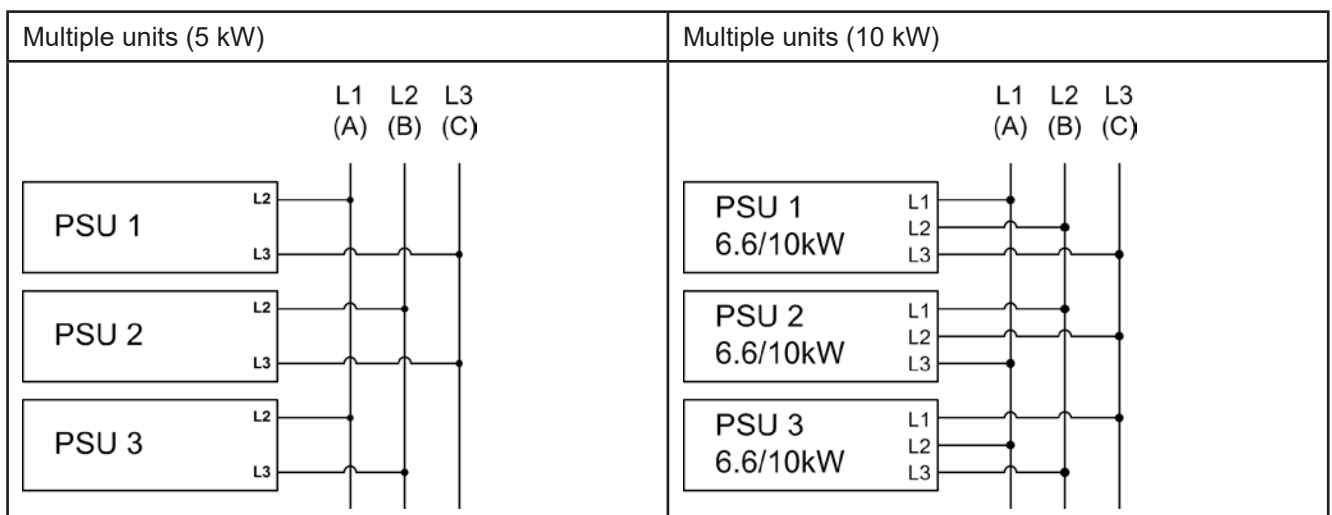 Multiple units (5 kW)
L1 L2 L3
(A) (B) (C)
PSU 1
L2
L3
PSU 2
L2
L3
PSU 3
L2
L3
Multiple units (10 kW)
L1 L2 L3
(A) (B) (C)
PSU 1
6.6/10kW
L1
L2
L3
PSU 2
6.6/10kW
L1
L2
L3
PSU 3
6.6/10kW
L1
L2
L3